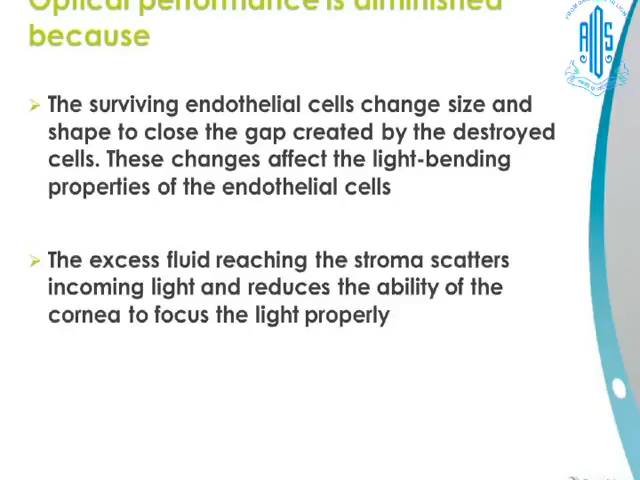 Optical performance is diminished
because
The surviving endothelial cells change size and
shape to close the gap created by the destroyed
cells. These changes affect the light-bending
properties of the endothelial cells
The excess fluid reaching the stroma scatters
incoming light and reduces the ability of the
cornea to focus the light properly